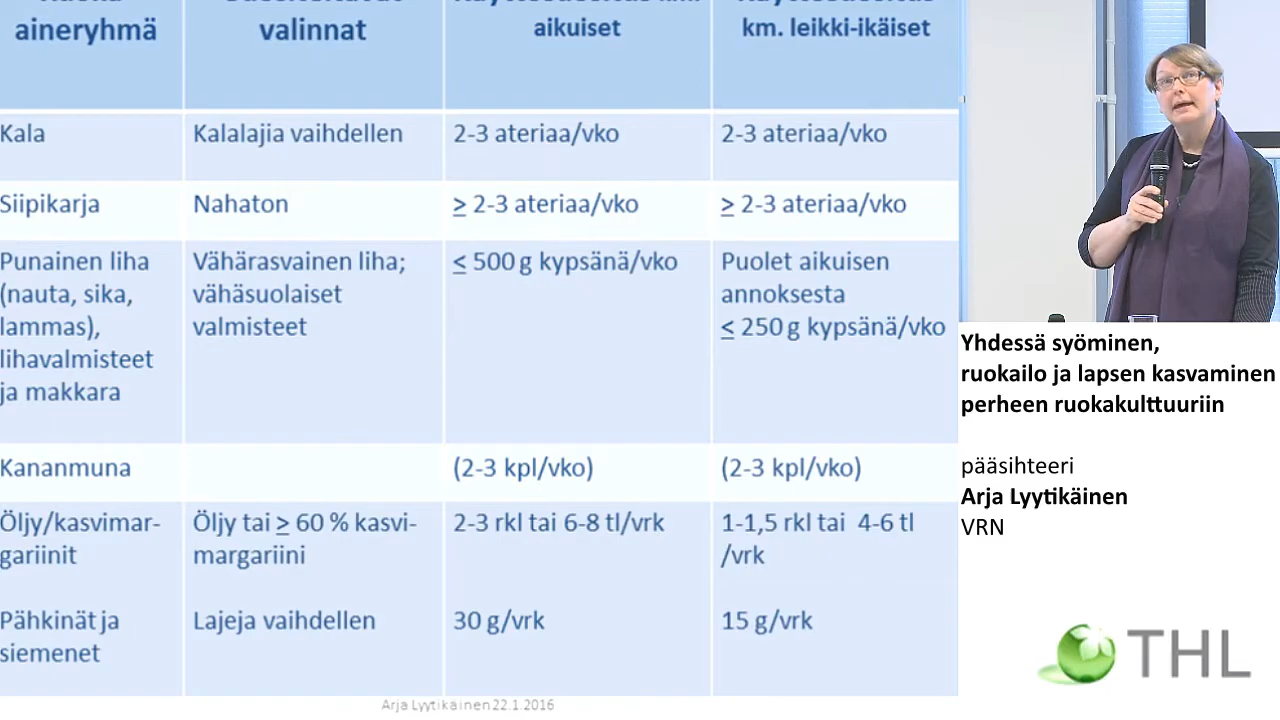 aineryhmä
valinnat
aikuiset
km. leikki-ikäiset
Kala
Kalalajia vaihdellen
2-3 ateriaa/vko
2-3 ateriaa/vko
Siipikarja
Nahaton
≥ 2-3 ateriaa/vko
≥ 2-3 ateriaa/vko
Punainen liha
(nauta, sika,
lammas),
lihavalmisteet
ja makkara
Vähärasvainen liha;
vähäsuolaiset
valmisteet
≤ 500 g kypsänä/vko
Puolet aikuisen
annoksesta
≤ 250 g kypsänä/vko
Kananmuna
(2-3 kpl/vko)
(2-3 kpl/vko)
Öljy/kasvimar-
gariinit
Öljy tai ≥ 60 % kasvi-
margariini
2-3 rkl tai 6-8 tl/vrk
1-1,5 rkl tai 4-6 tl
/vrk
Pähkinät ja
siemenet
Lajeja vaihdellen
30 g/vrk
15 g/vrk
Arja Lyytikäinen 22.1.2016
Yhdessä syöminen,
ruokailo ja lapsen kasvaminen
perheen ruokakulttuuriin
pääsihteeri
Arja Lyytikäinen
VRN
THL